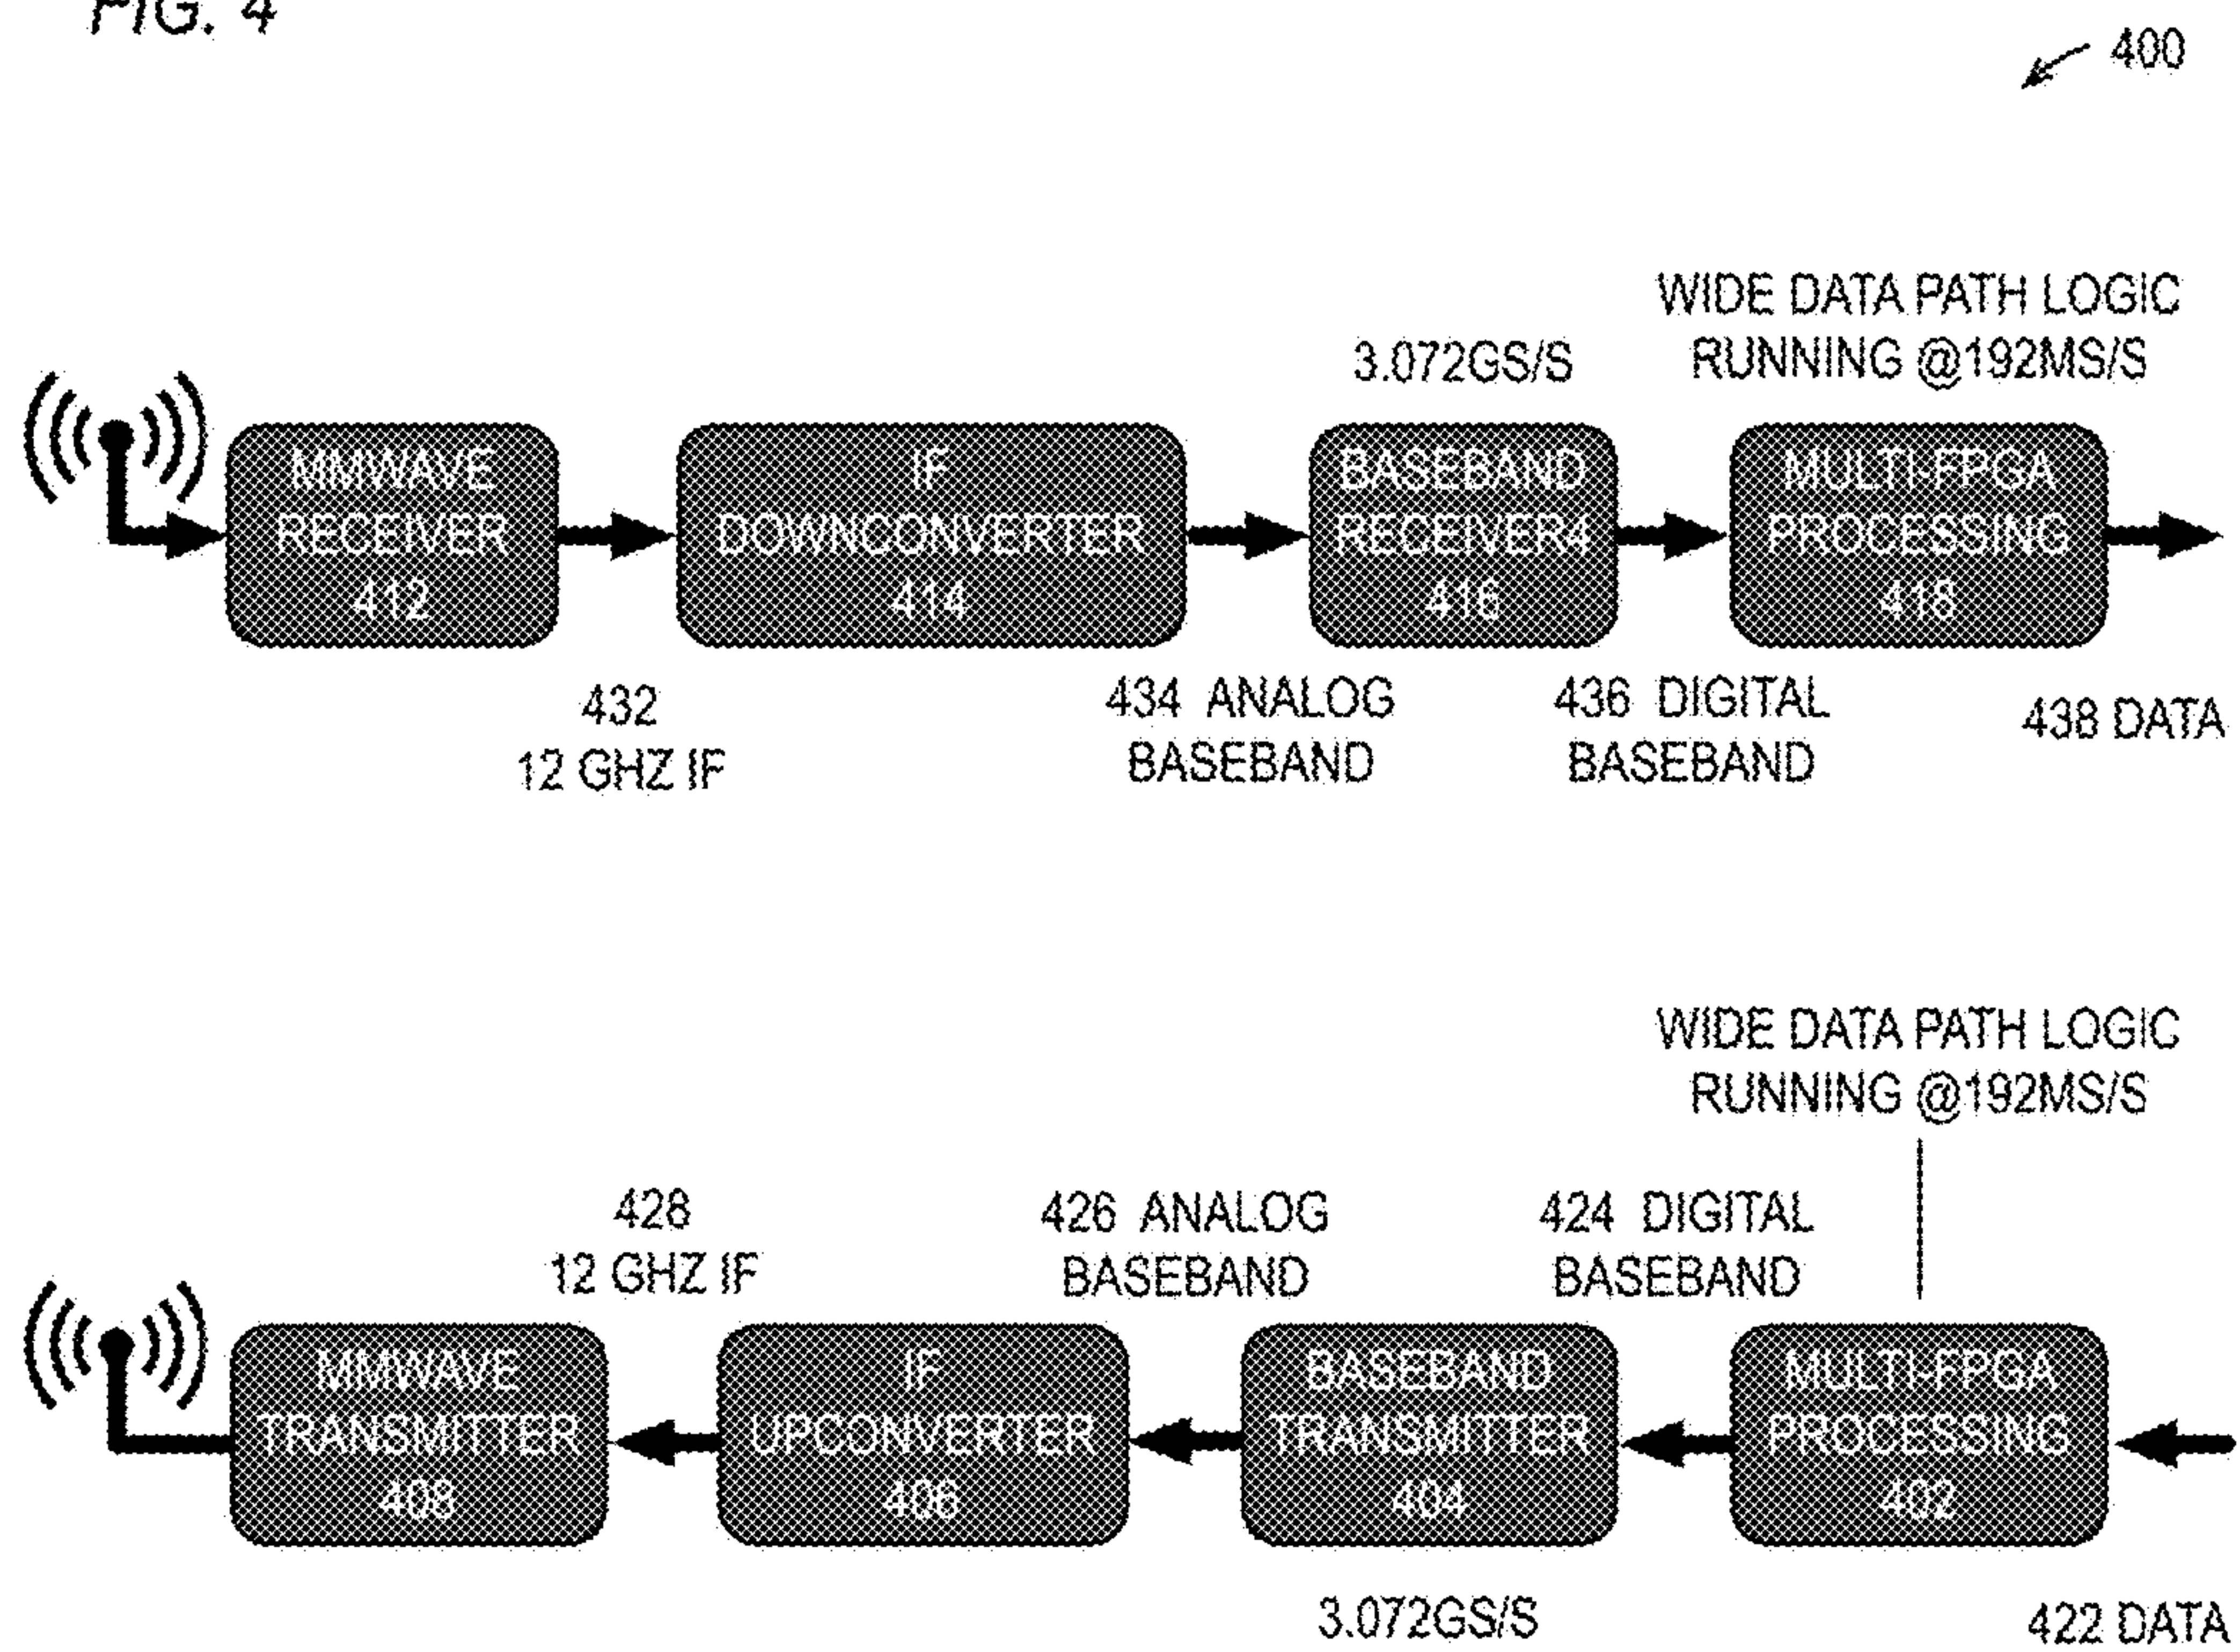 FIG. 4
400
WIDE DATA PATH LOGIC
RUNNING @192MS/S
3.072GS/S
MMWAVE
RECEIVER
412
IF
DOWNCONVERTER
414
BASEBAND
RECEIVER4
416
MULTI-FPGA
PROCESSING
418
432
12 GHZ IF
434 ANALOG
BASEBAND
436 DIGITAL
BASEBAND
438 DATA
WIDE DATA PATH LOGIC
RUNNING @192MS/S
428
12 GHZ IF
426 ANALOG
BASEBAND
424 DIGITAL
BASEBAND
MMWAVE
TRANSMITTER
408
IF
UPCONVERTER
406
BASEBAND
TRANSMITTER
404
MULTI-FPGA
PROCESSING
402
3.072GS/S
422 DATA